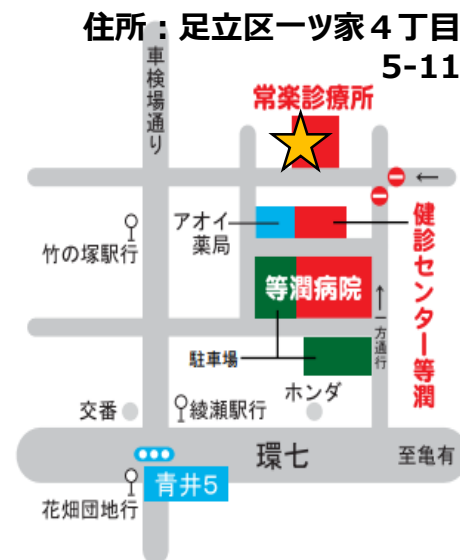 住所：足立区一ツ家４丁目
5-11
車検場通り
常楽診療所
←
アオイ
薬局
竹の塚駅行
健診センター等潤
等潤病院
↑一方通行
駐車場
ホンダ
交番
綾瀬駅行
環七
至亀有
青井5
花畑団地行